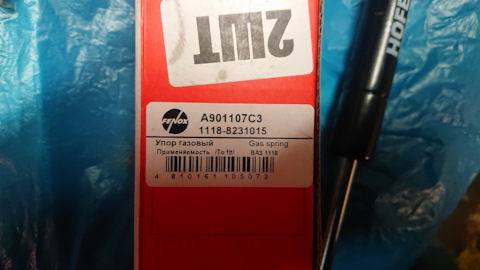 2ШТ
HOFE
FENOX
A901107C3
1118-8231015
Упор газовый Gas spring
Применяемость /To fit/ ВАЗ 1118
4 810161 105072